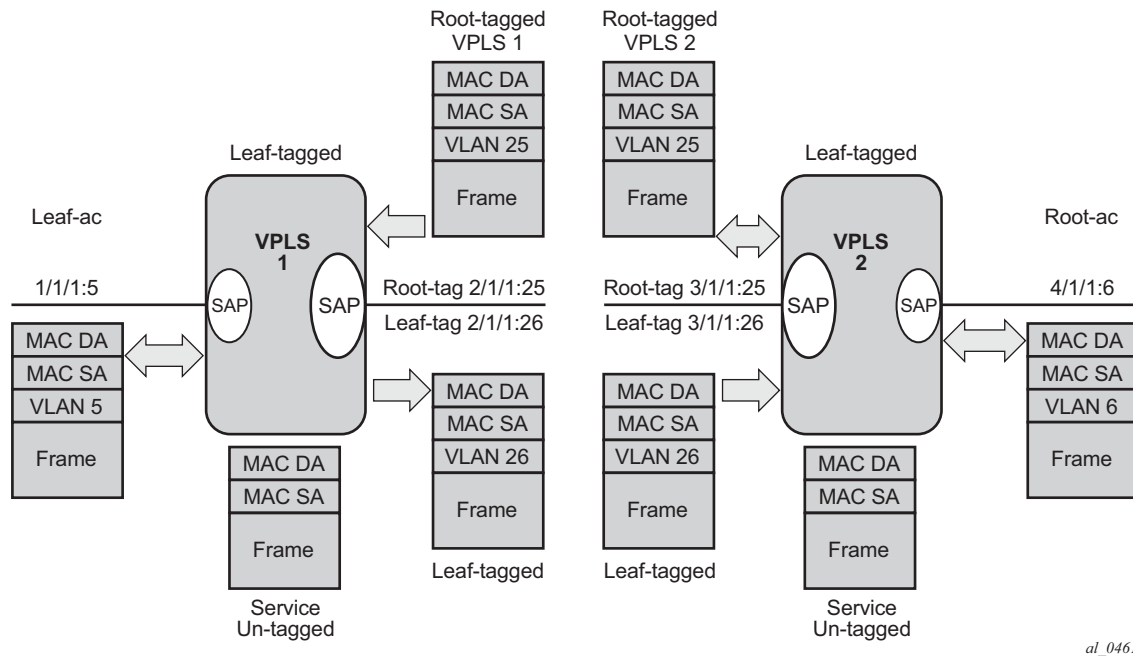 Root-tagged
VPLS 1
MAC DA
MAC SA
VLAN 25
Frame
Root-tagged
VPLS 2
MAC DA
MAC SA
VLAN 25
Frame
Leaf-tagged
Leaf-tagged
Leaf-ac
VPLS
1
VPLS
2
Root-ac
1/1/1:5
SAP
SAP
Root-tag 2/1/1:25
Leaf-tag 2/1/1:26
Root-tag 3/1/1:25
Leaf-tag 3/1/1:26
SAP
SAP
4/1/1:6
MAC DA
MAC SA
VLAN 5
Frame
MAC DA
MAC SA
VLAN 26
Frame
Leaf-tagged
MAC DA
MAC SA
VLAN 26
Frame
Leaf-tagged
MAC DA
MAC SA
VLAN 6
Frame
MAC DA
MAC SA
Frame
Service
Un-tagged
MAC DA
MAC SA
Frame
Service
Un-tagged